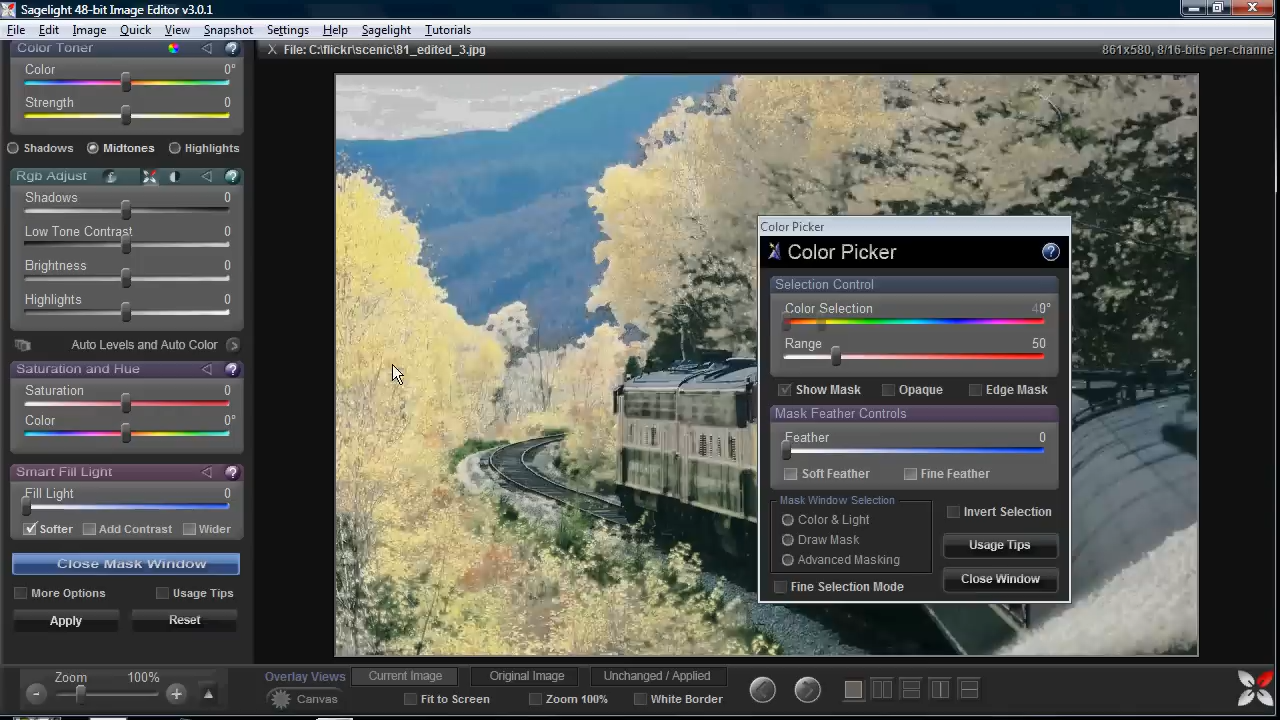 Sagelight 48-bit Image Editor v3.0.1
File Edit Image Quick View Snapshot Settings Help Sagelight Tutorials
X File: C:\flickr\scenic\81_edited_3.jpg 861x580, 8/16-bits per-channe
Color Toner ?
Color 0°
Strength 0
Shadows Midtones Highlights
Rgb Adjust ?
Shadows 0
Low Tone Contrast 0
Brightness 0
Highlights 0
Auto Levels and Auto Color
Saturation and Hue ?
Saturation 0
Color 0°
Smart Fill Light ?
Fill Light 0
Softer Add Contrast Wider
Close Mask Window
More Options Usage Tips
Apply Reset
Color Picker
Color Picker ?
Selection Control
Color Selection 40°
Range 50
Show Mask Opaque Edge Mask
Mask Feather Controls
Feather 0
Soft Feather Fine Feather
Mask Window Selection
Color & Light
Draw Mask
Advanced Masking
Invert Selection
Usage Tips
Close Window
Fine Selection Mode
Zoom 100%
Overlay Views Current Image Original Image Unchanged / Applied
Canvas Fit to Screen Zoom 100% White Border